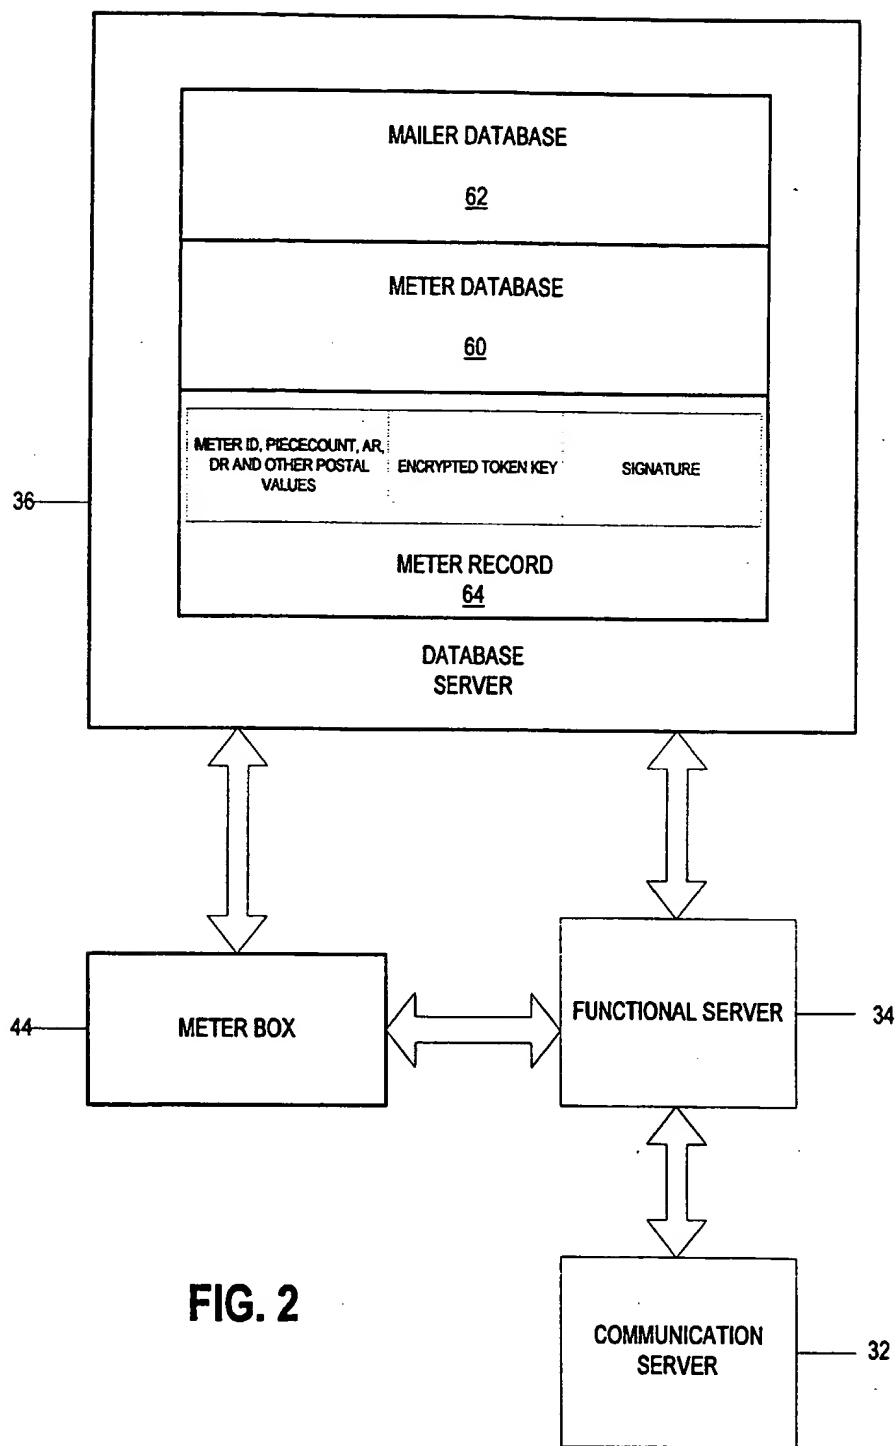 MAILER DATABASE
62
METER DATABASE
60
METER ID, PIECECOUNT, AR,
DR AND OTHER POSTAL
VALUES
ENCRYPTED TOKEN KEY
SIGNATURE
36
METER RECORD
64
DATABASE
SERVER
44
METER BOX
FUNCTIONAL SERVER
34
FIG. 2
COMMUNICATION
SERVER
32